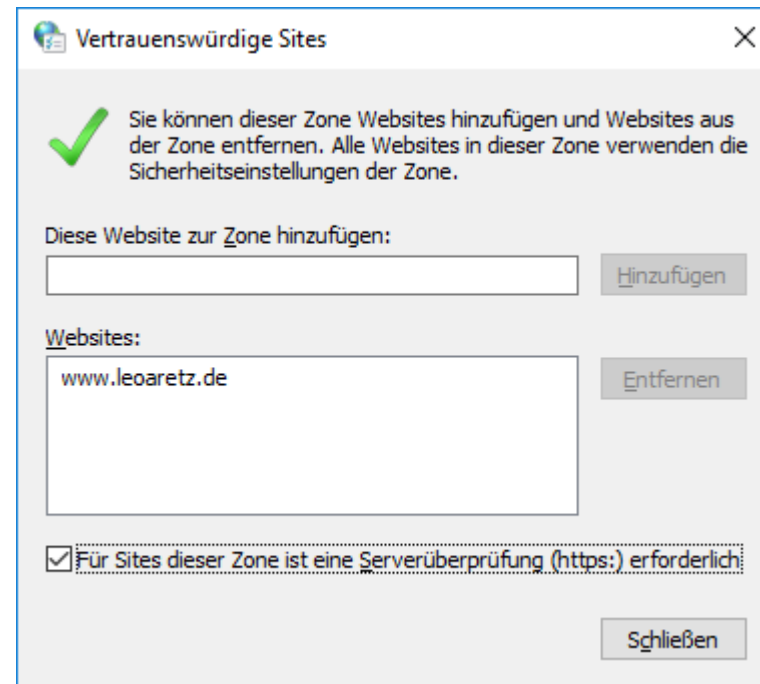 Vertrauenswürdige Sites
Sie können dieser Zone Websites hinzufügen und Websites aus
der Zone entfernen. Alle Websites in dieser Zone verwenden die
Sicherheitseinstellungen der Zone.
Diese Website zur Zone hinzufügen:
Hinzufügen
Websites:
www.leoaretz.de
Entfernen
Für Sites dieser Zone ist eine Serverüberprüfung (https:) erforderlich
Schließen